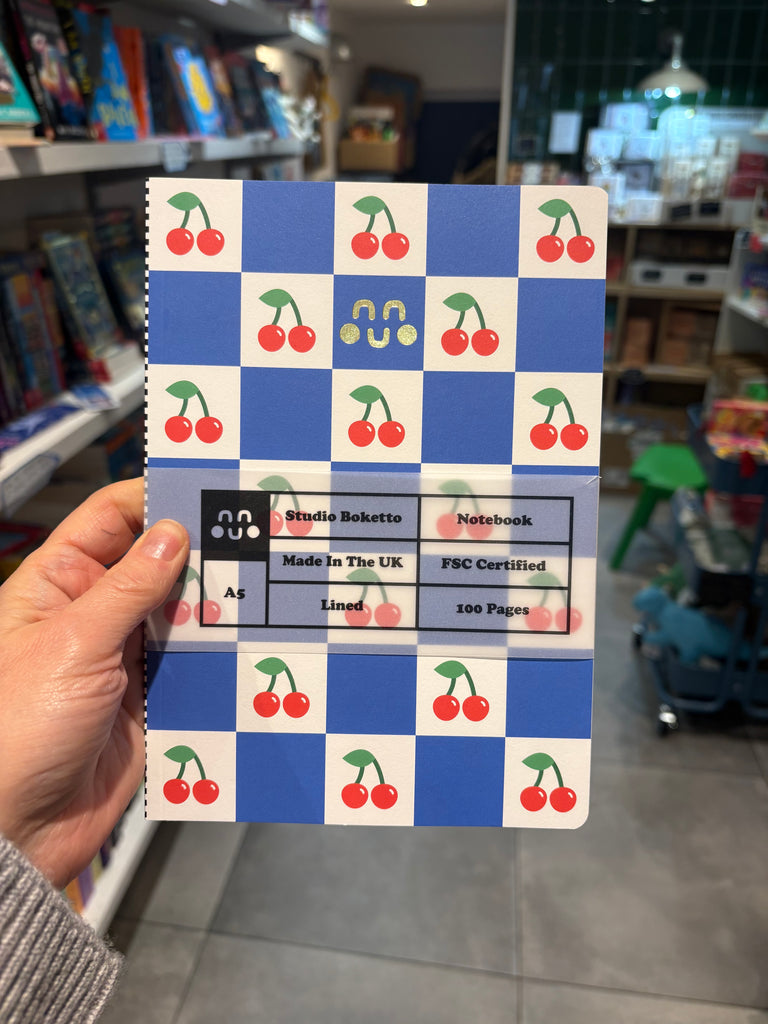 Studio Boketto
Notebook
Made In The UK
FSC Certified
A5
Lined
100 Pages